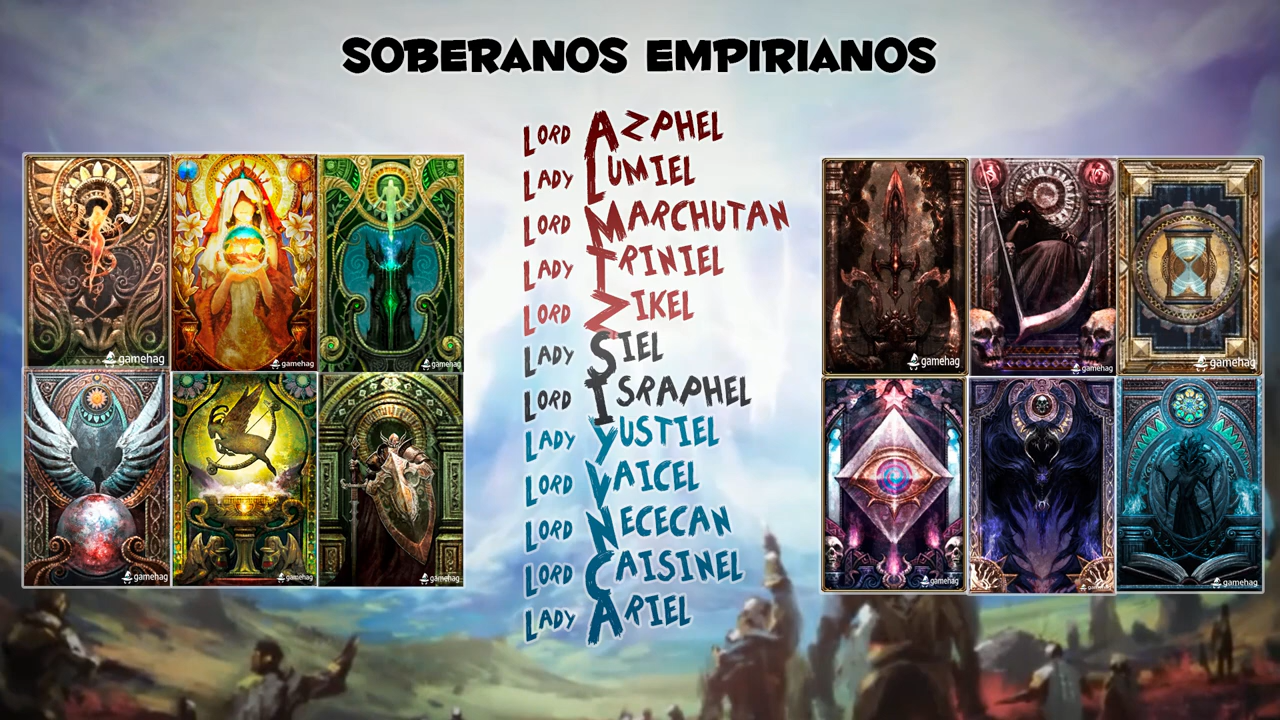 SOBERANOS EMPIRIANOS
LORD AZPHEL
LADY LUMIEL
LORD MARCHUTAN
LADY TRINIEL
LORD ZIKEL
LADY SIEL
LORD ISRAPHEL
LADY YUSTIEL
LORD VAICEL
LORD NECECAN
LORD CAISINEL
LADY ARIEL
gamehag
gamehag
gamehag
gamehag
gamehag
gamehag
gamehag
gamehag
gamehag
gamehag
gamehag
gamehag